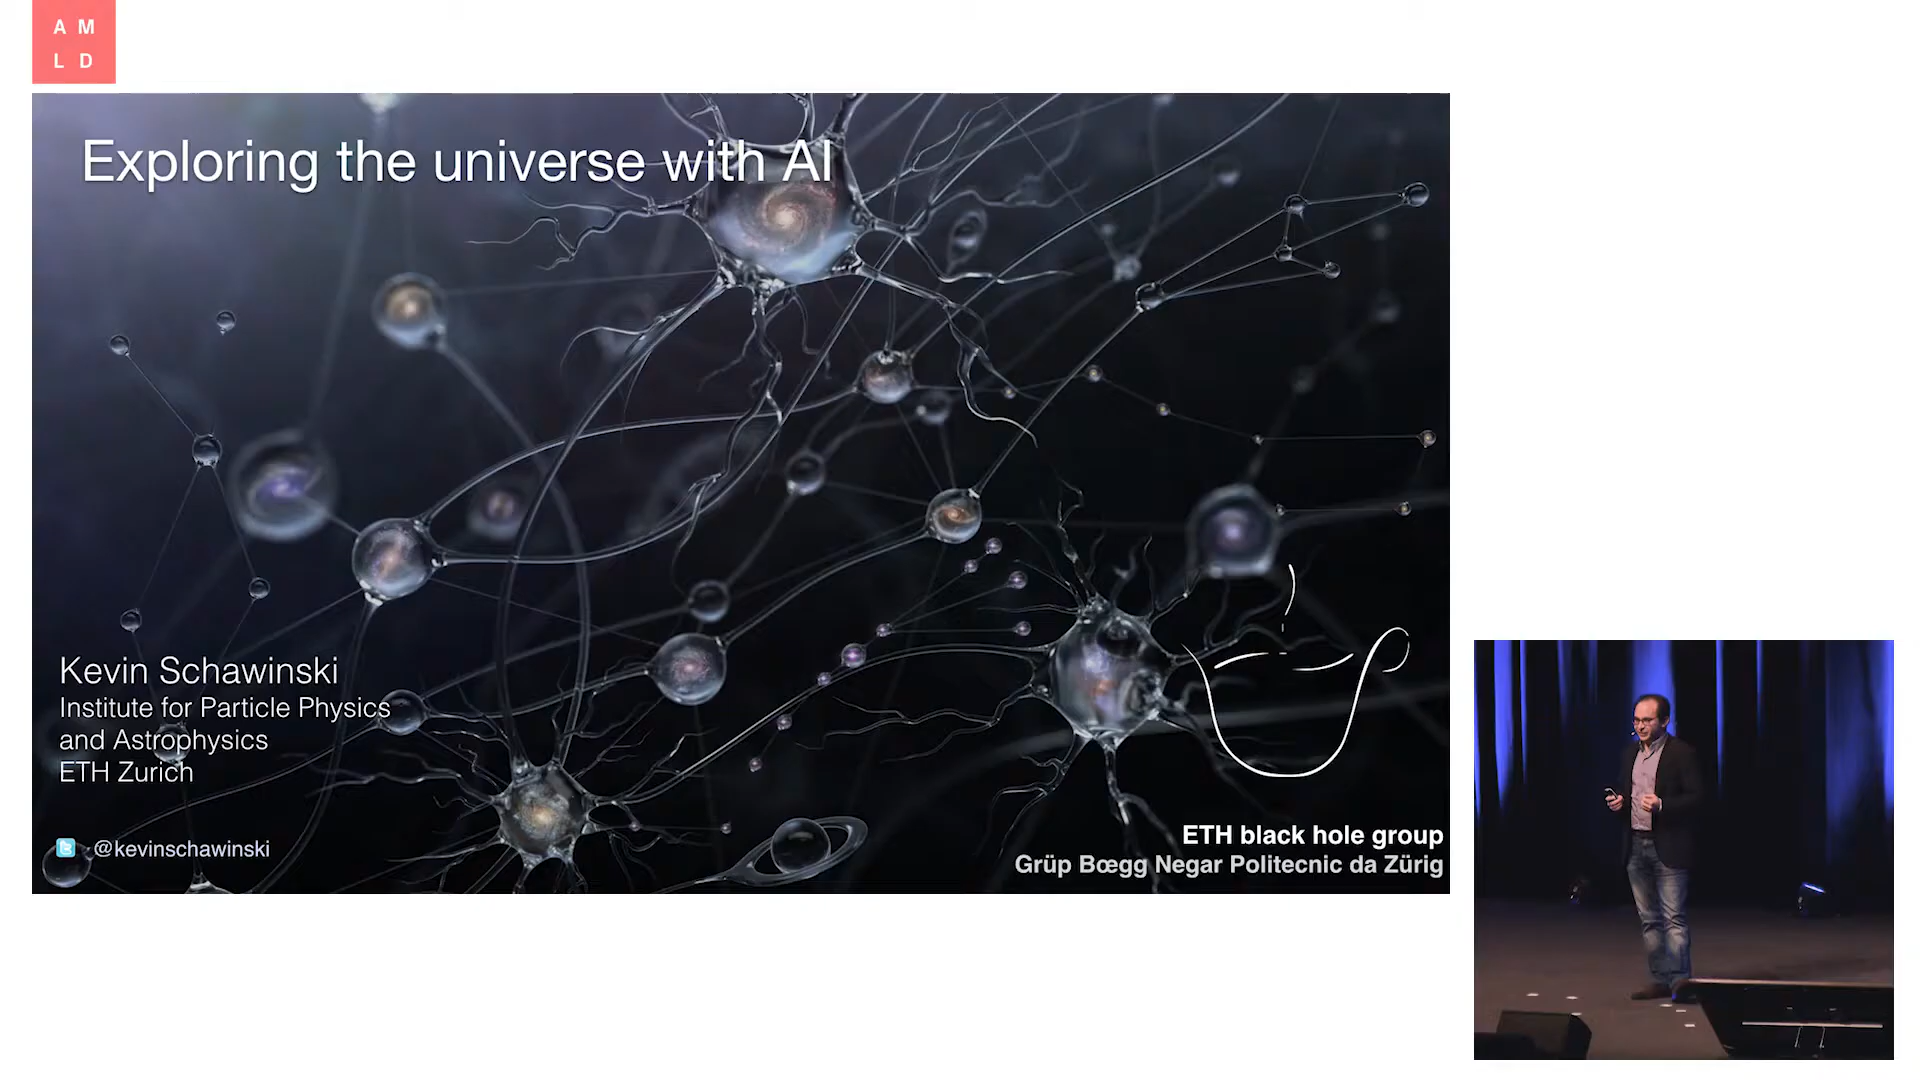 A M
L D
Exploring the universe with AI
Kevin Schawinski
Institute for Particle Physics
and Astrophysics
ETH Zurich
@kevinschawinski
ETH black hole group
Grüp Bœgg Negar Politecnic da Zürig